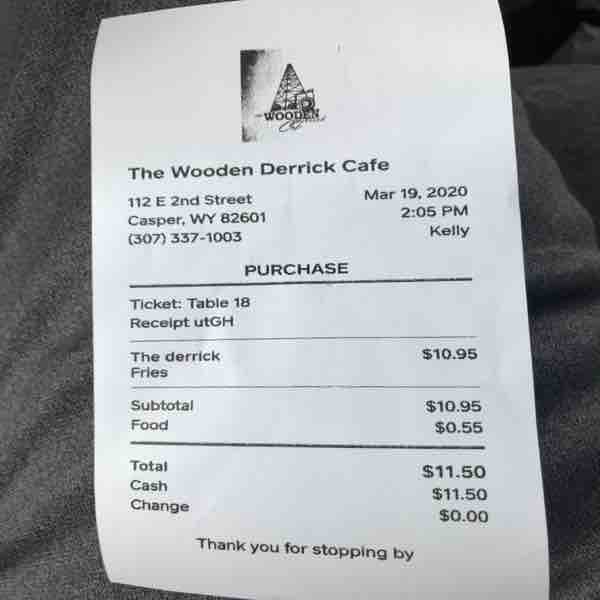 WOODEN
The Wooden Derrick Cafe
112 E 2nd Street
Casper, WY 82601
(307) 337-1003
Mar 19, 2020
2:05 PM
Kelly
PURCHASE
Ticket: Table 18
Receipt utGH
The derrick $10.95
Fries
Subtotal $10.95
Food $0.55
Total $11.50
Cash $11.50
Change $0.00
Thank you for stopping by